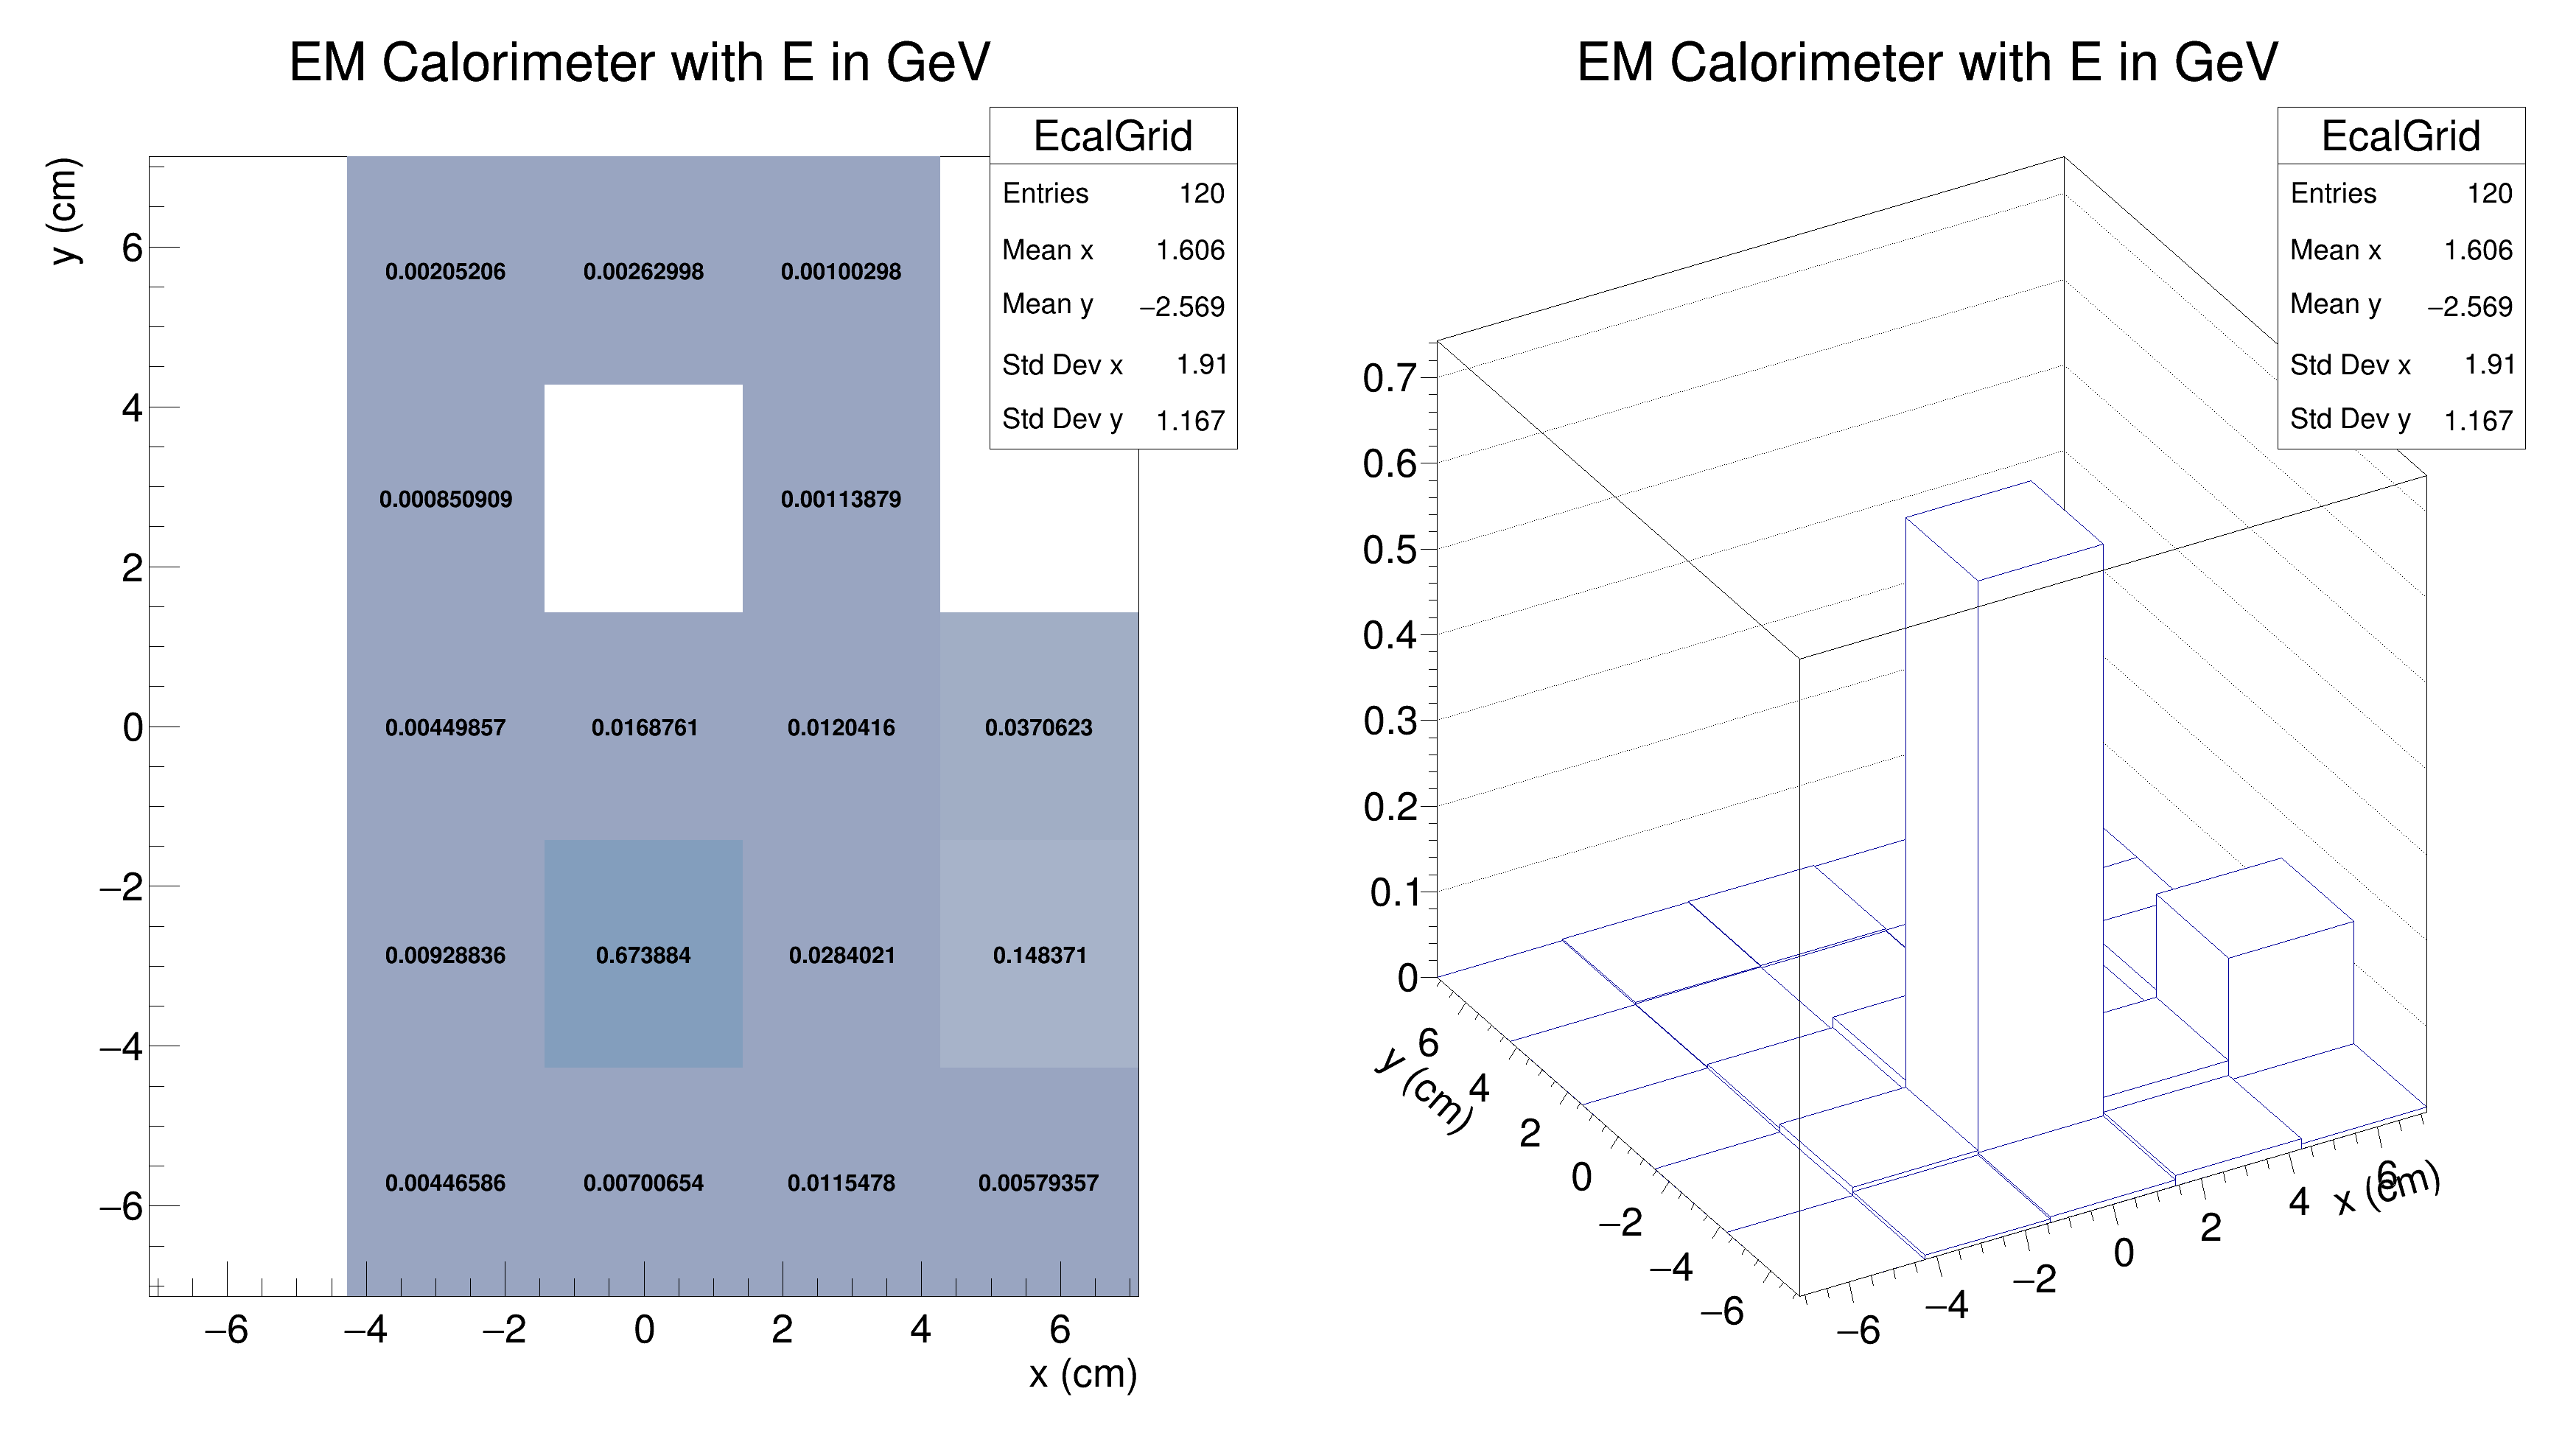 EM Calorimeter with E in GeV
EcalGrid
Entries 120
Mean x 1.606
Mean y −2.569
Std Dev x 1.91
Std Dev y 1.167
y (cm)
6
4
2
0
−2
−4
−6
0.00205206 0.00262998 0.00100298
0.000850909 0.00113879
0.00449857 0.0168761 0.0120416 0.0370623
0.00928836 0.673884 0.0284021 0.148371
0.00446586 0.00700654 0.0115478 0.00579357
−6 −4 −2 0 2 4 6
x (cm)
EM Calorimeter with E in GeV
EcalGrid
Entries 120
Mean x 1.606
Mean y −2.569
Std Dev x 1.91
Std Dev y 1.167
0.7
0.6
0.5
0.4
0.3
0.2
0.1
0
y (cm)
6
4
2
0
−2
−4
−6
−6 −4 −2 0 2 4 6
x (cm)